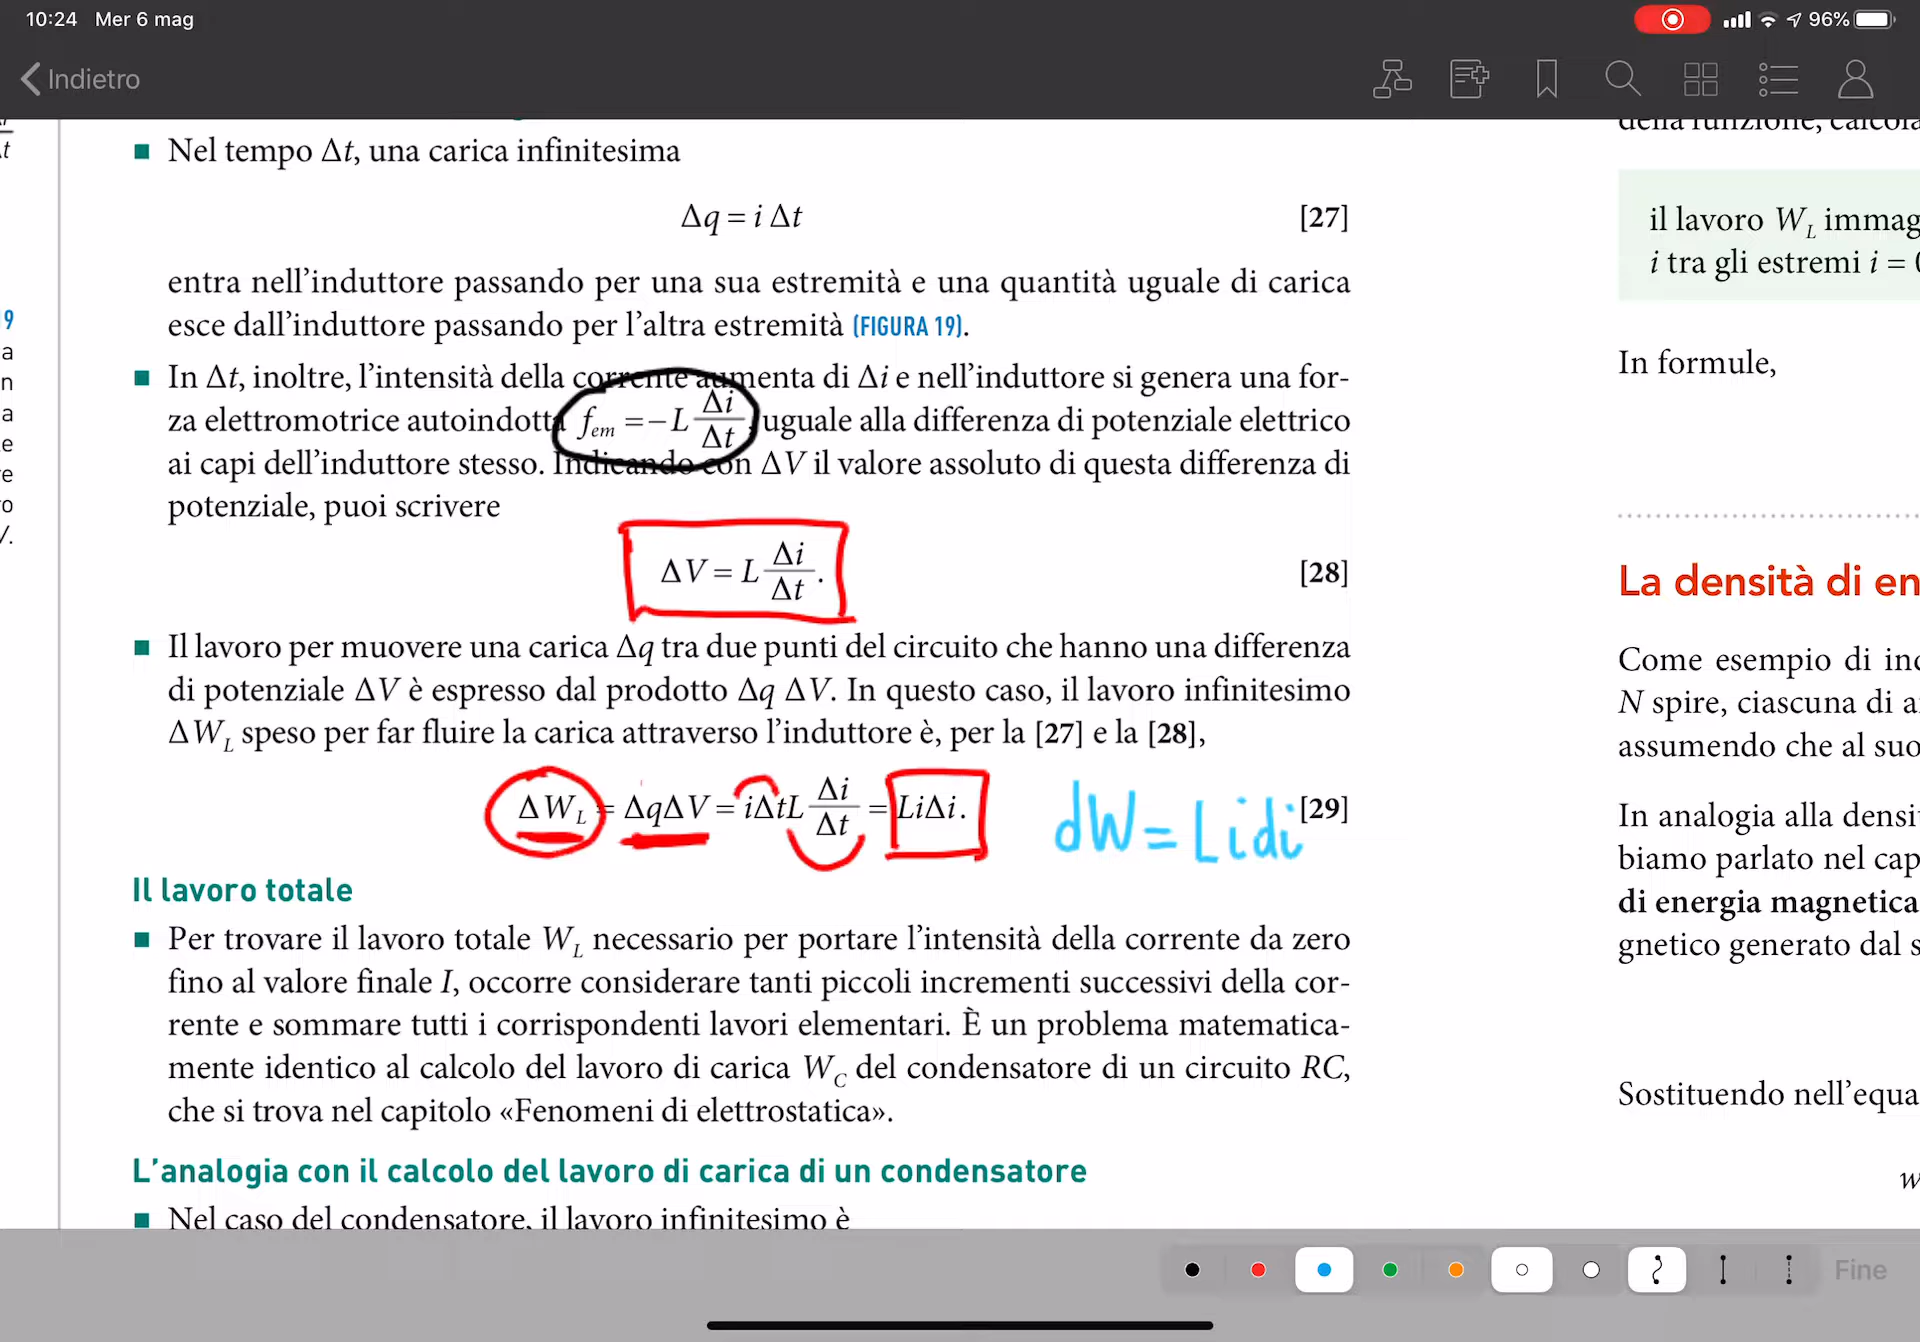 10:24 Mer 6 mag
96%
Indietro
t
9
a
n
a
e
e
o
V.
Nel tempo Δt, una carica infinitesima
Δq = i Δt [27]
entra nell’induttore passando per una sua estremità e una quantità uguale di carica
esce dall’induttore passando per l’altra estremità (FIGURA 19).
In Δt, inoltre, l’intensità della corrente aumenta di Δi e nell’induttore si genera una for-
za elettromotrice autoindotta f_em = −L Δi/Δt, uguale alla differenza di potenziale elettrico
ai capi dell’induttore stesso. Indicando con ΔV il valore assoluto di questa differenza di
potenziale, puoi scrivere
ΔV = L Δi/Δt. [28]
Il lavoro per muovere una carica Δq tra due punti del circuito che hanno una differenza
di potenziale ΔV è espresso dal prodotto Δq ΔV. In questo caso, il lavoro infinitesimo
ΔW_L speso per far fluire la carica attraverso l’induttore è, per la [27] e la [28],
ΔW_L = ΔqΔV = iΔtL Δi/Δt = LiΔi. dW = Lidi [29]
Il lavoro totale
Per trovare il lavoro totale W_L necessario per portare l’intensità della corrente da zero
fino al valore finale I, occorre considerare tanti piccoli incrementi successivi della cor-
rente e sommare tutti i corrispondenti lavori elementari. È un problema matematica-
mente identico al calcolo del lavoro di carica W_C del condensatore di un circuito RC,
che si trova nel capitolo «Fenomeni di elettrostatica».
L’analogia con il calcolo del lavoro di carica di un condensatore
Nel caso del condensatore, il lavoro infinitesimo è
della funzione, calcola
il lavoro W_L immag
i tra gli estremi i = 0
In formule,
La densità di en
Come esempio di ind
N spire, ciascuna di a
assumendo che al suo
In analogia alla densi
biamo parlato nel cap
di energia magnetica
gnetico generato dal s
Sostituendo nell’equa
w
Fine